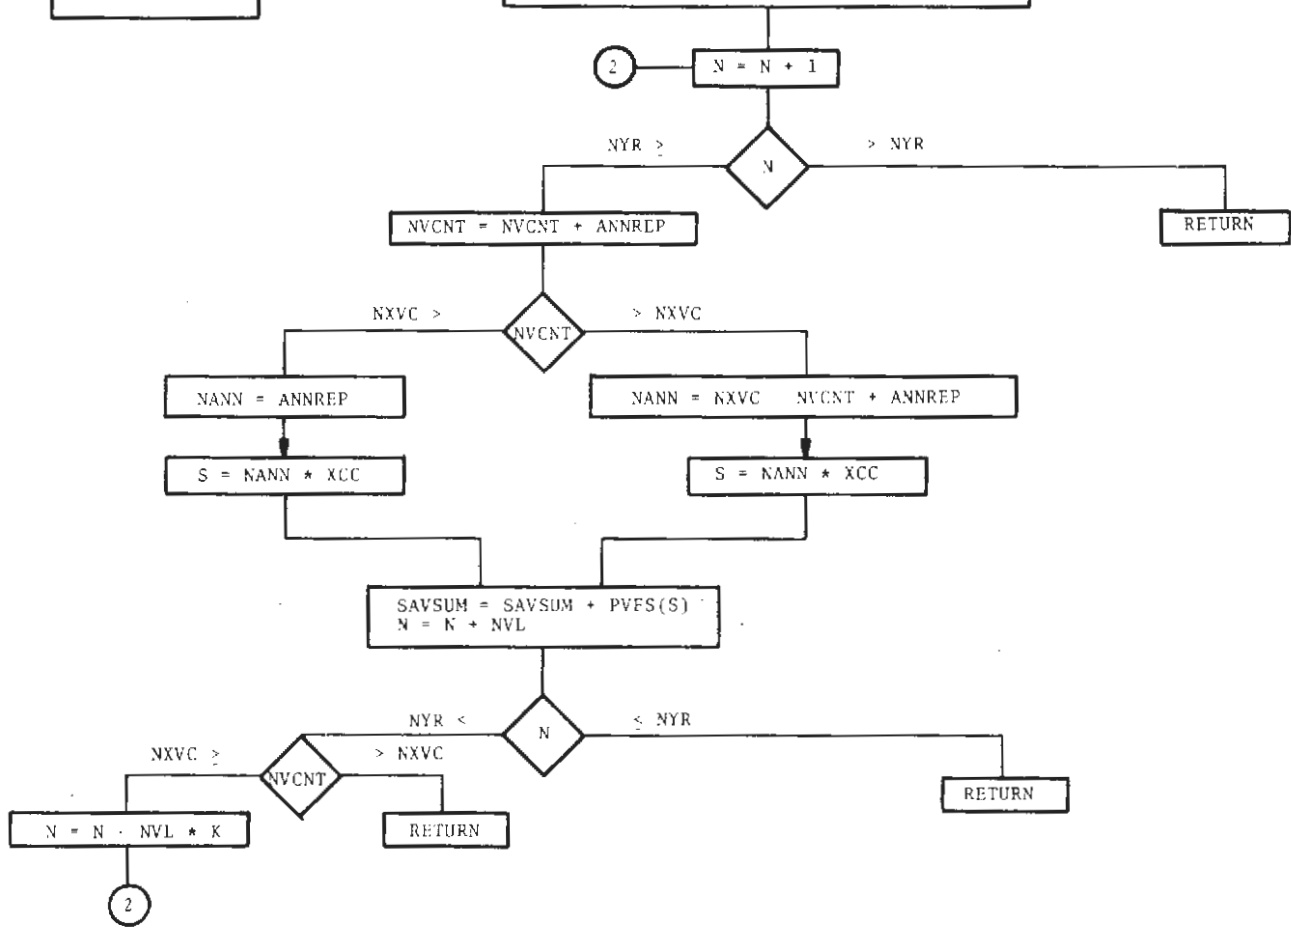 2
N = N + 1
NYR ≥
N
> NYR
NVCNT = NVCNT + ANNREP
RETURN
NXVC >
NVCNT
> NXVC
NANN = ANNREP
NANN = NXVC   NVCNT + ANNREP
S = NANN * XCC
S = NANN * XCC
SAVSUM = SAVSUM + PVFS(S)
N = N + NVL
NYR <
N
≤ NYR
NXVC ≥
NVCNT
> NXVC
RETURN
N = N - NVL * K
RETURN
2